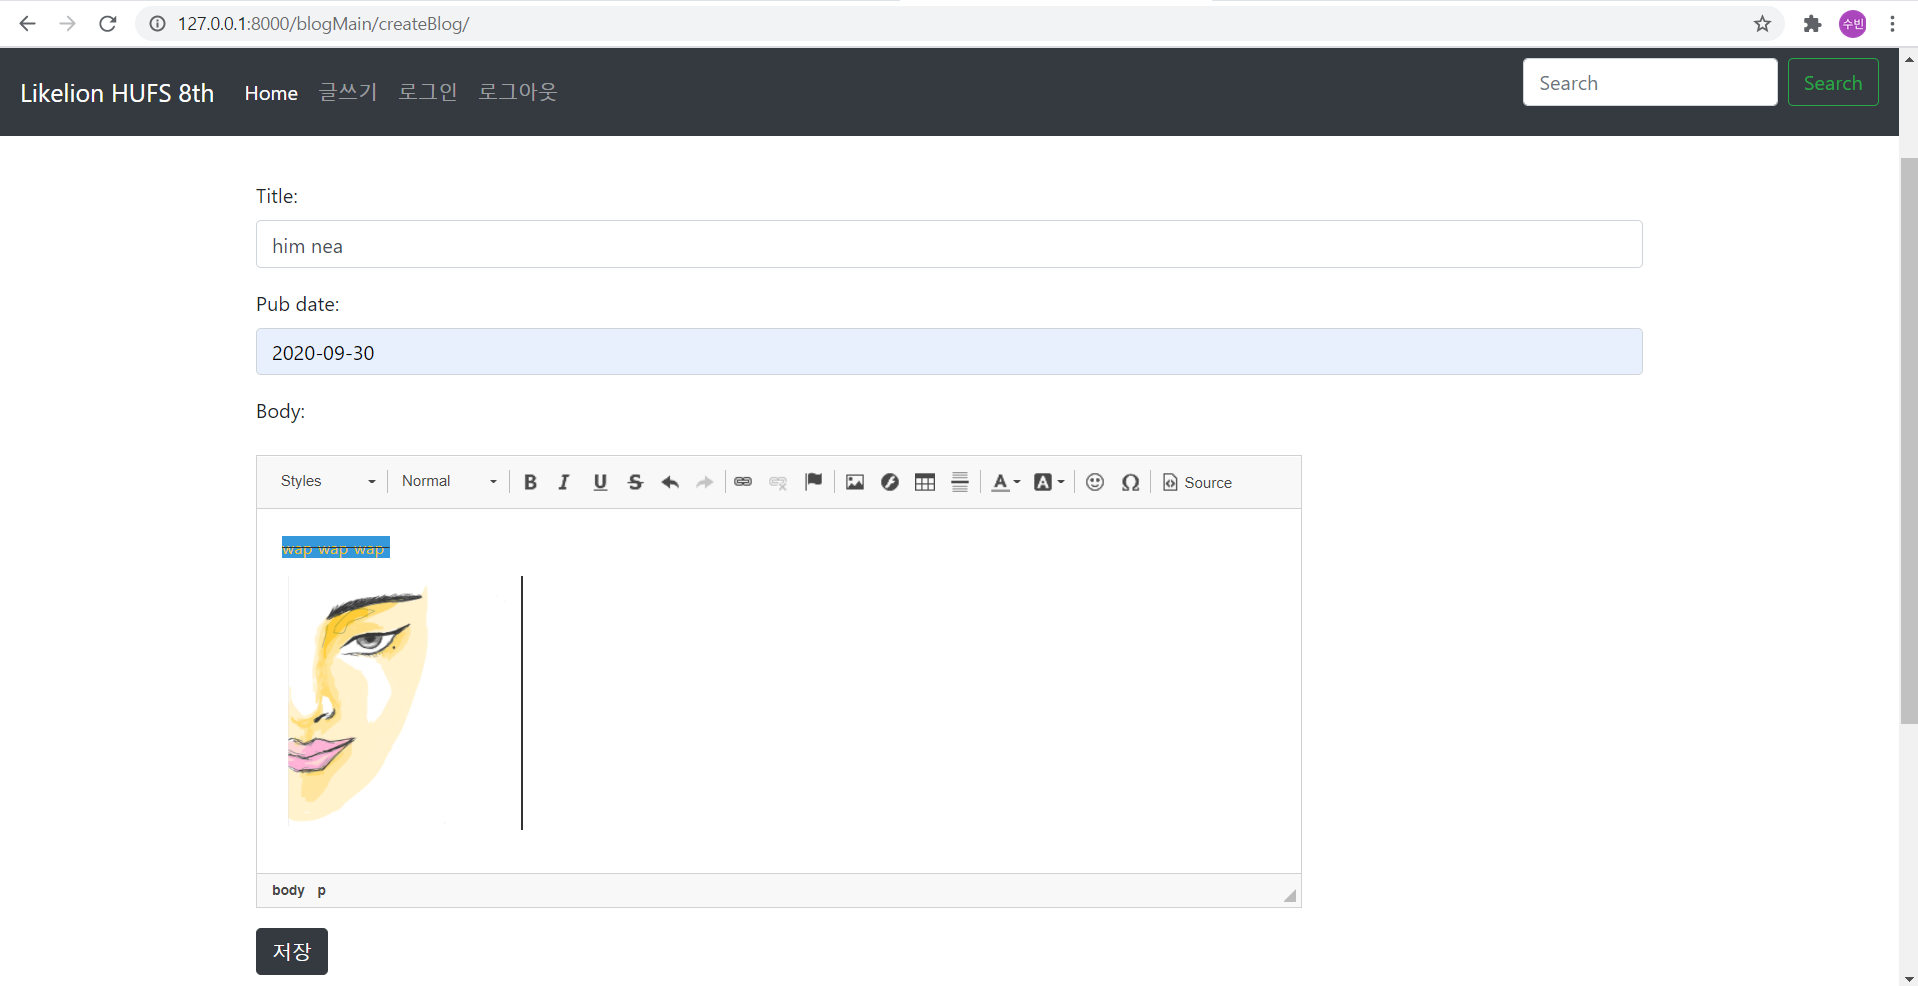 127.0.0.1:8000/blogMain/createBlog/
수빈
Likelion HUFS 8th Home 글쓰기 로그인 로그아웃 Search Search
Title:
him nea
Pub date:
2020-09-30
Body:
Styles Normal B I U S A A Ω Source
wap wap wap
body p
저장